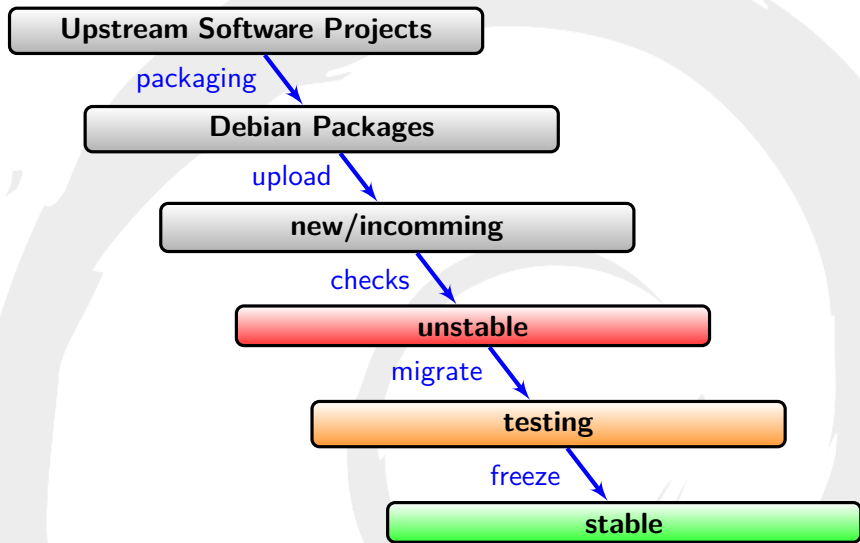 Upstream Software Projects
packaging
Debian Packages
upload
new/incomming
checks
unstable
migrate
testing
freeze
stable